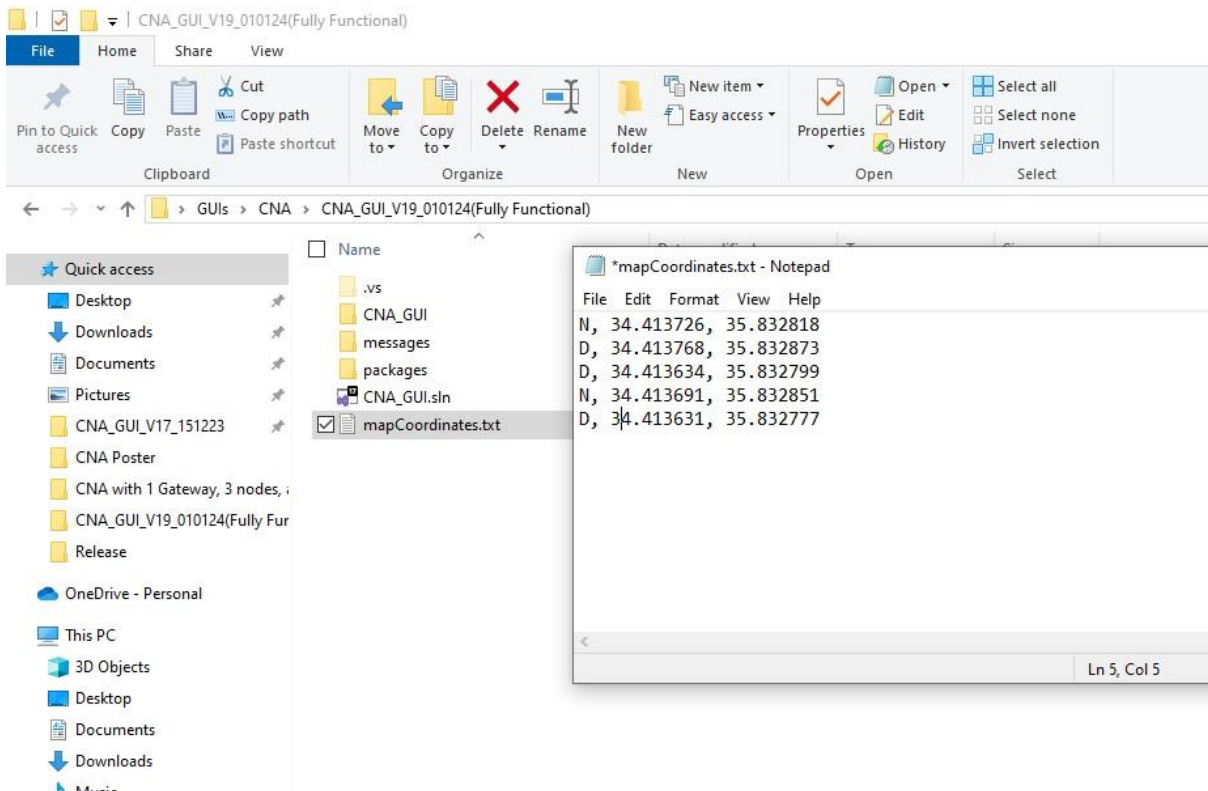 CNA_GUI_V19_010124(Fully Functional)
File Home Share View
Pin to Quick access
Copy
Paste
Cut
Copy path
Paste shortcut
Clipboard
Move to
Copy to
Delete
Rename
Organize
New folder
New item
Easy access
New
Properties
Open
Edit
History
Open
Select all
Select none
Invert selection
Select
GUIs > CNA > CNA_GUI_V19_010124(Fully Functional)
Quick access
Desktop
Downloads
Documents
Pictures
CNA_GUI_V17_151223
CNA Poster
CNA with 1 Gateway, 3 nodes,
CNA_GUI_V19_010124(Fully Fur
Release
OneDrive - Personal
This PC
3D Objects
Desktop
Documents
Downloads
Name
.vs
CNA_GUI
messages
packages
CNA_GUI.sln
mapCoordinates.txt
*mapCoordinates.txt - Notepad
File Edit Format View Help
N, 34.413726, 35.832818
D, 34.413768, 35.832873
D, 34.413634, 35.832799
N, 34.413691, 35.832851
D, 34.413631, 35.832777
Ln 5, Col 5